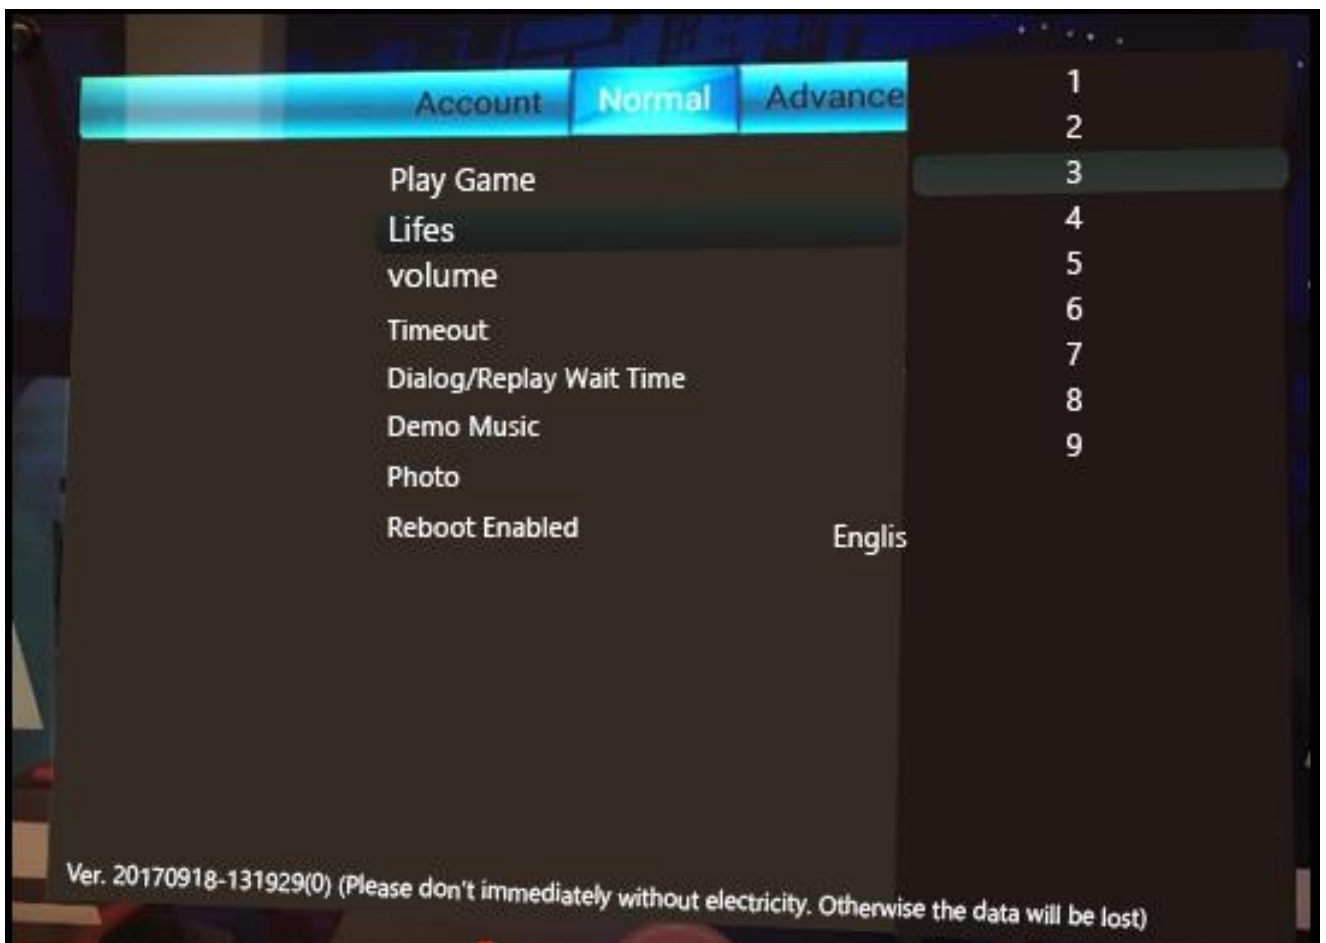 Account Normal Advance
Play Game
Lifes
volume
Timeout
Dialog/Replay Wait Time
Demo Music
Photo
Reboot Enabled
Englis
1
2
3
4
5
6
7
8
9
Ver. 20170918-131929(0) (Please don't immediately without electricity. Otherwise the data will be lost)